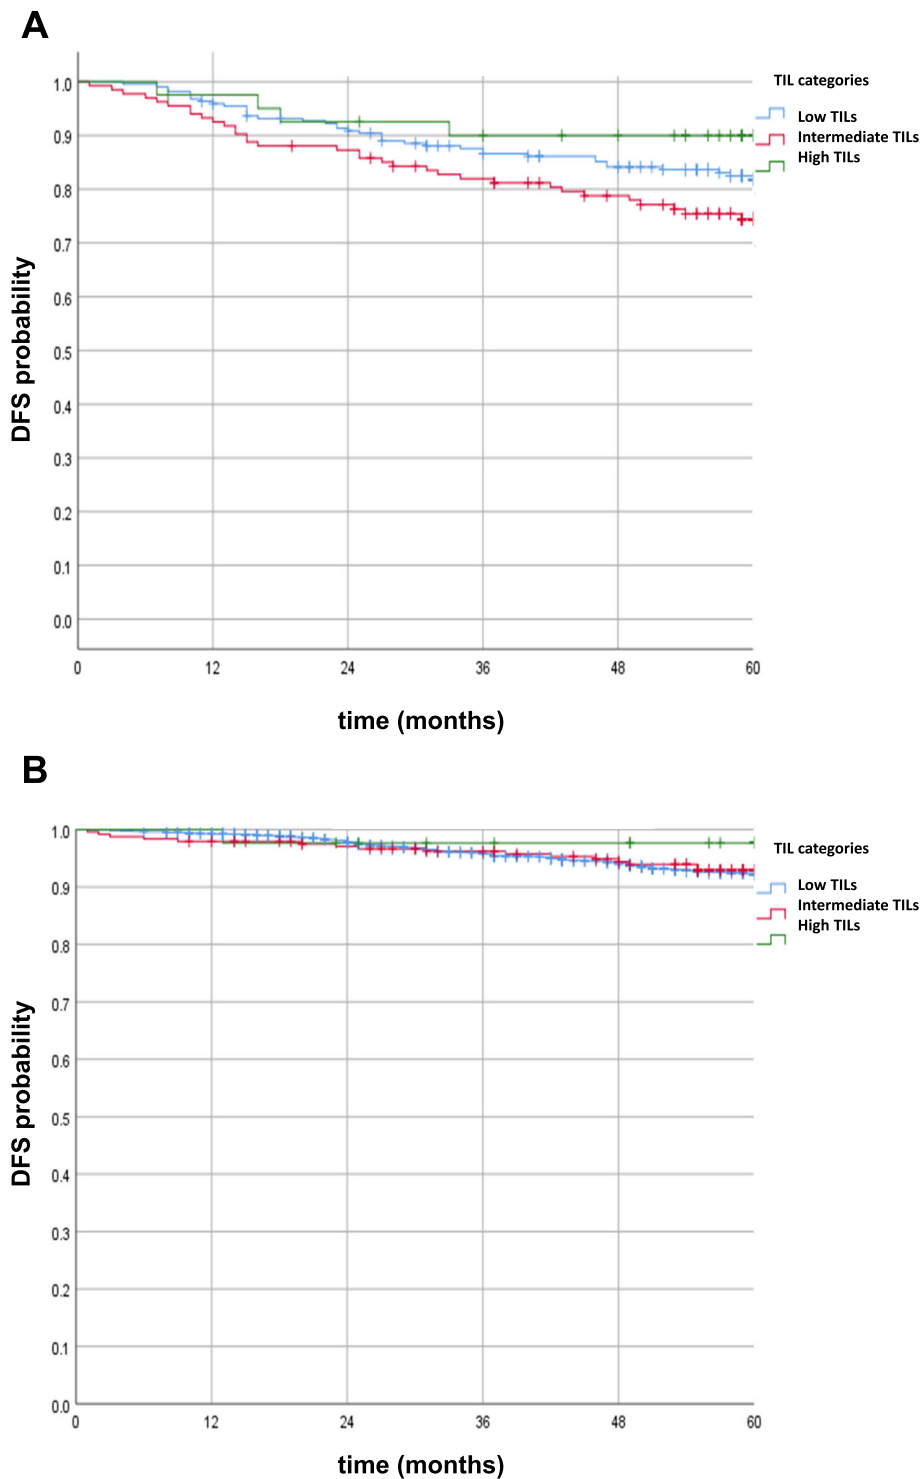 A
1.0
0.9
0.8
0.7
0.6
0.5
0.4
0.3
0.2
0.1
0.0
DFS probability
0 12 24 36 48 60
time (months)
TIL categories
Low TILs
Intermediate TILs
High TILs
B
1.0
0.9
0.8
0.7
0.6
0.5
0.4
0.3
0.2
0.1
0.0
DFS probability
0 12 24 36 48 60
time (months)
TIL categories
Low TILs
Intermediate TILs
High TILs